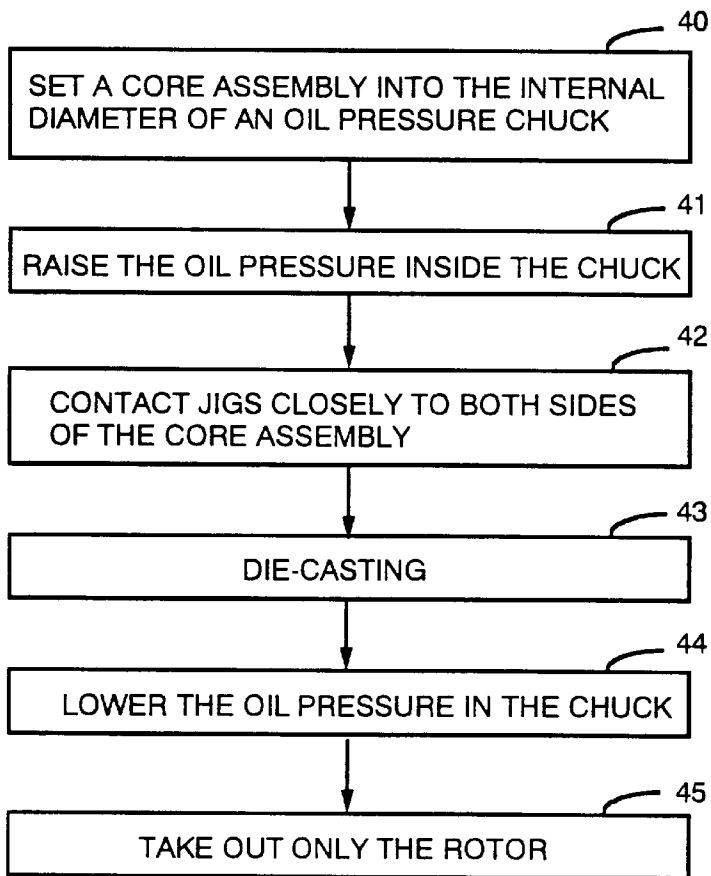 40
SET A CORE ASSEMBLY INTO THE INTERNAL
DIAMETER OF AN OIL PRESSURE CHUCK
41
RAISE THE OIL PRESSURE INSIDE THE CHUCK
42
CONTACT JIGS CLOSELY TO BOTH SIDES
OF THE CORE ASSEMBLY
43
DIE-CASTING
44
LOWER THE OIL PRESSURE IN THE CHUCK
45
TAKE OUT ONLY THE ROTOR